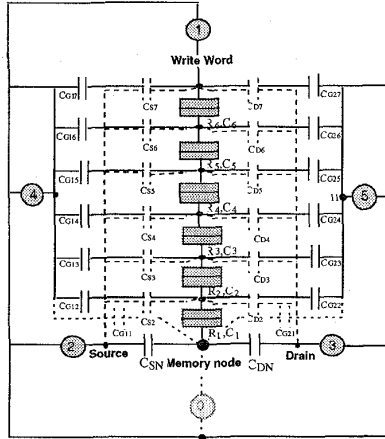 1
Write Word
CG17 CS7 CD7 CG27
R6,C6
CG16 CS6 CD6 CG26
R5,C5
CG15 CS5 CD5 CG25
4 5
11
R4,C4
CG14 CS4 CD4 CG24
R3,C3
CG13 CS3 CD3 CG23
R2,C2
CG12 CS2 CD2 CG22
CG11 CG21
R1,C1
2 Source Memory node Drain 3
CSN CDN
0